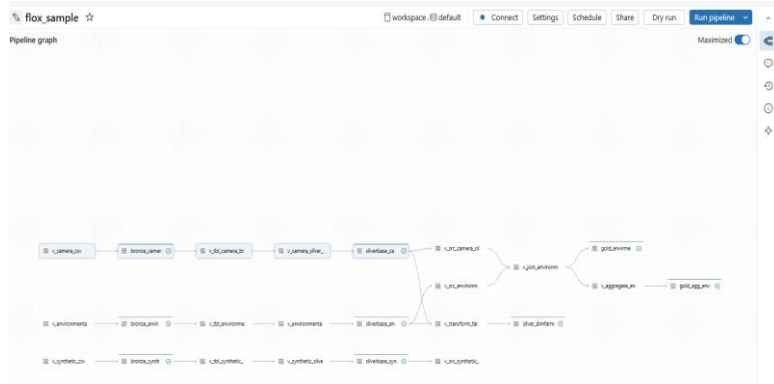 flox_sample
workspace . default
Connect
Settings
Schedule
Share
Dry run
Run pipeline
Pipeline graph
Maximized
v_camera_csv
bronze_camer
v_tbl_camera_br
v_camera_silver_
silverbase_ca
v_src_camera_sil
gold_envirme
v_join_environm
v_src_environm
v_aggregate_en
gold_agg_env
v_environmenta
bronze_envir
v_tbl_environme
v_environmenta
silverbase_en
v_transform_far
silver_dimfarm
v_synthetic_csv
bronze_synth
v_tbl_synthetic_
v_synthetic_silve
silverbase_syn
v_src_synthetic_